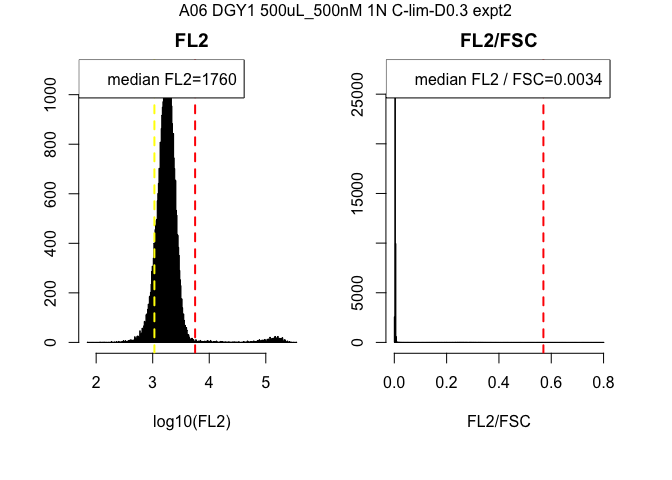 A06 DGY1 500uL_500nM 1N C-lim-D0.3 expt2
FL2
median FL2=1760
0
200
400
600
800
1000
2
3
4
5
log10(FL2)
FL2/FSC
median FL2 / FSC=0.0034
0
5000
15000
25000
0.0
0.2
0.4
0.6
0.8
FL2/FSC